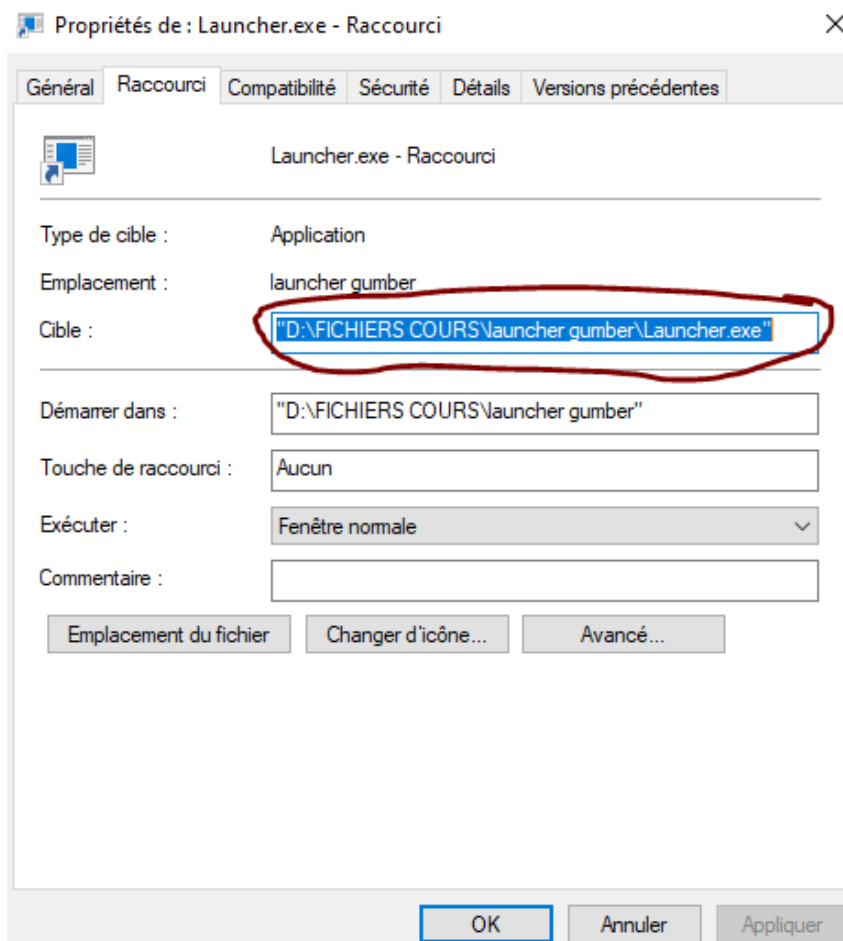 Propriétés de : Launcher.exe - Raccourci
Général Raccourci Compatibilité Sécurité Détails Versions précédentes
Launcher.exe - Raccourci
Type de cible : Application
Emplacement : launcher gumber
Cible : "D:\FICHIERS COURS\launcher gumber\Launcher.exe"
Démarrer dans : "D:\FICHIERS COURS\launcher gumber"
Touche de raccourci : Aucun
Exécuter : Fenêtre normale
Commentaire :
Emplacement du fichier Changer d'icône... Avancé...
OK Annuler Appliquer